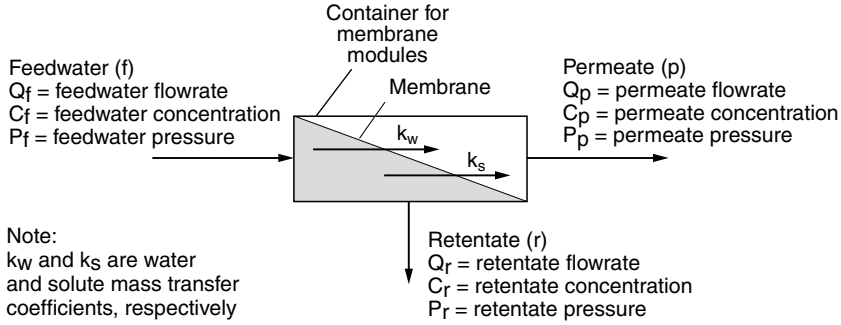 Container for
membrane
modules
Feedwater (f)
Qf = feedwater flowrate
Cf = feedwater concentration
Pf = feedwater pressure
Membrane
kw
ks
Permeate (p)
Qp = permeate flowrate
Cp = permeate concentration
Pp = permeate pressure
Note:
kw and ks are water
and solute mass transfer
coefficients, respectively
Retentate (r)
Qr = retentate flowrate
Cr = retentate concentration
Pr = retentate pressure